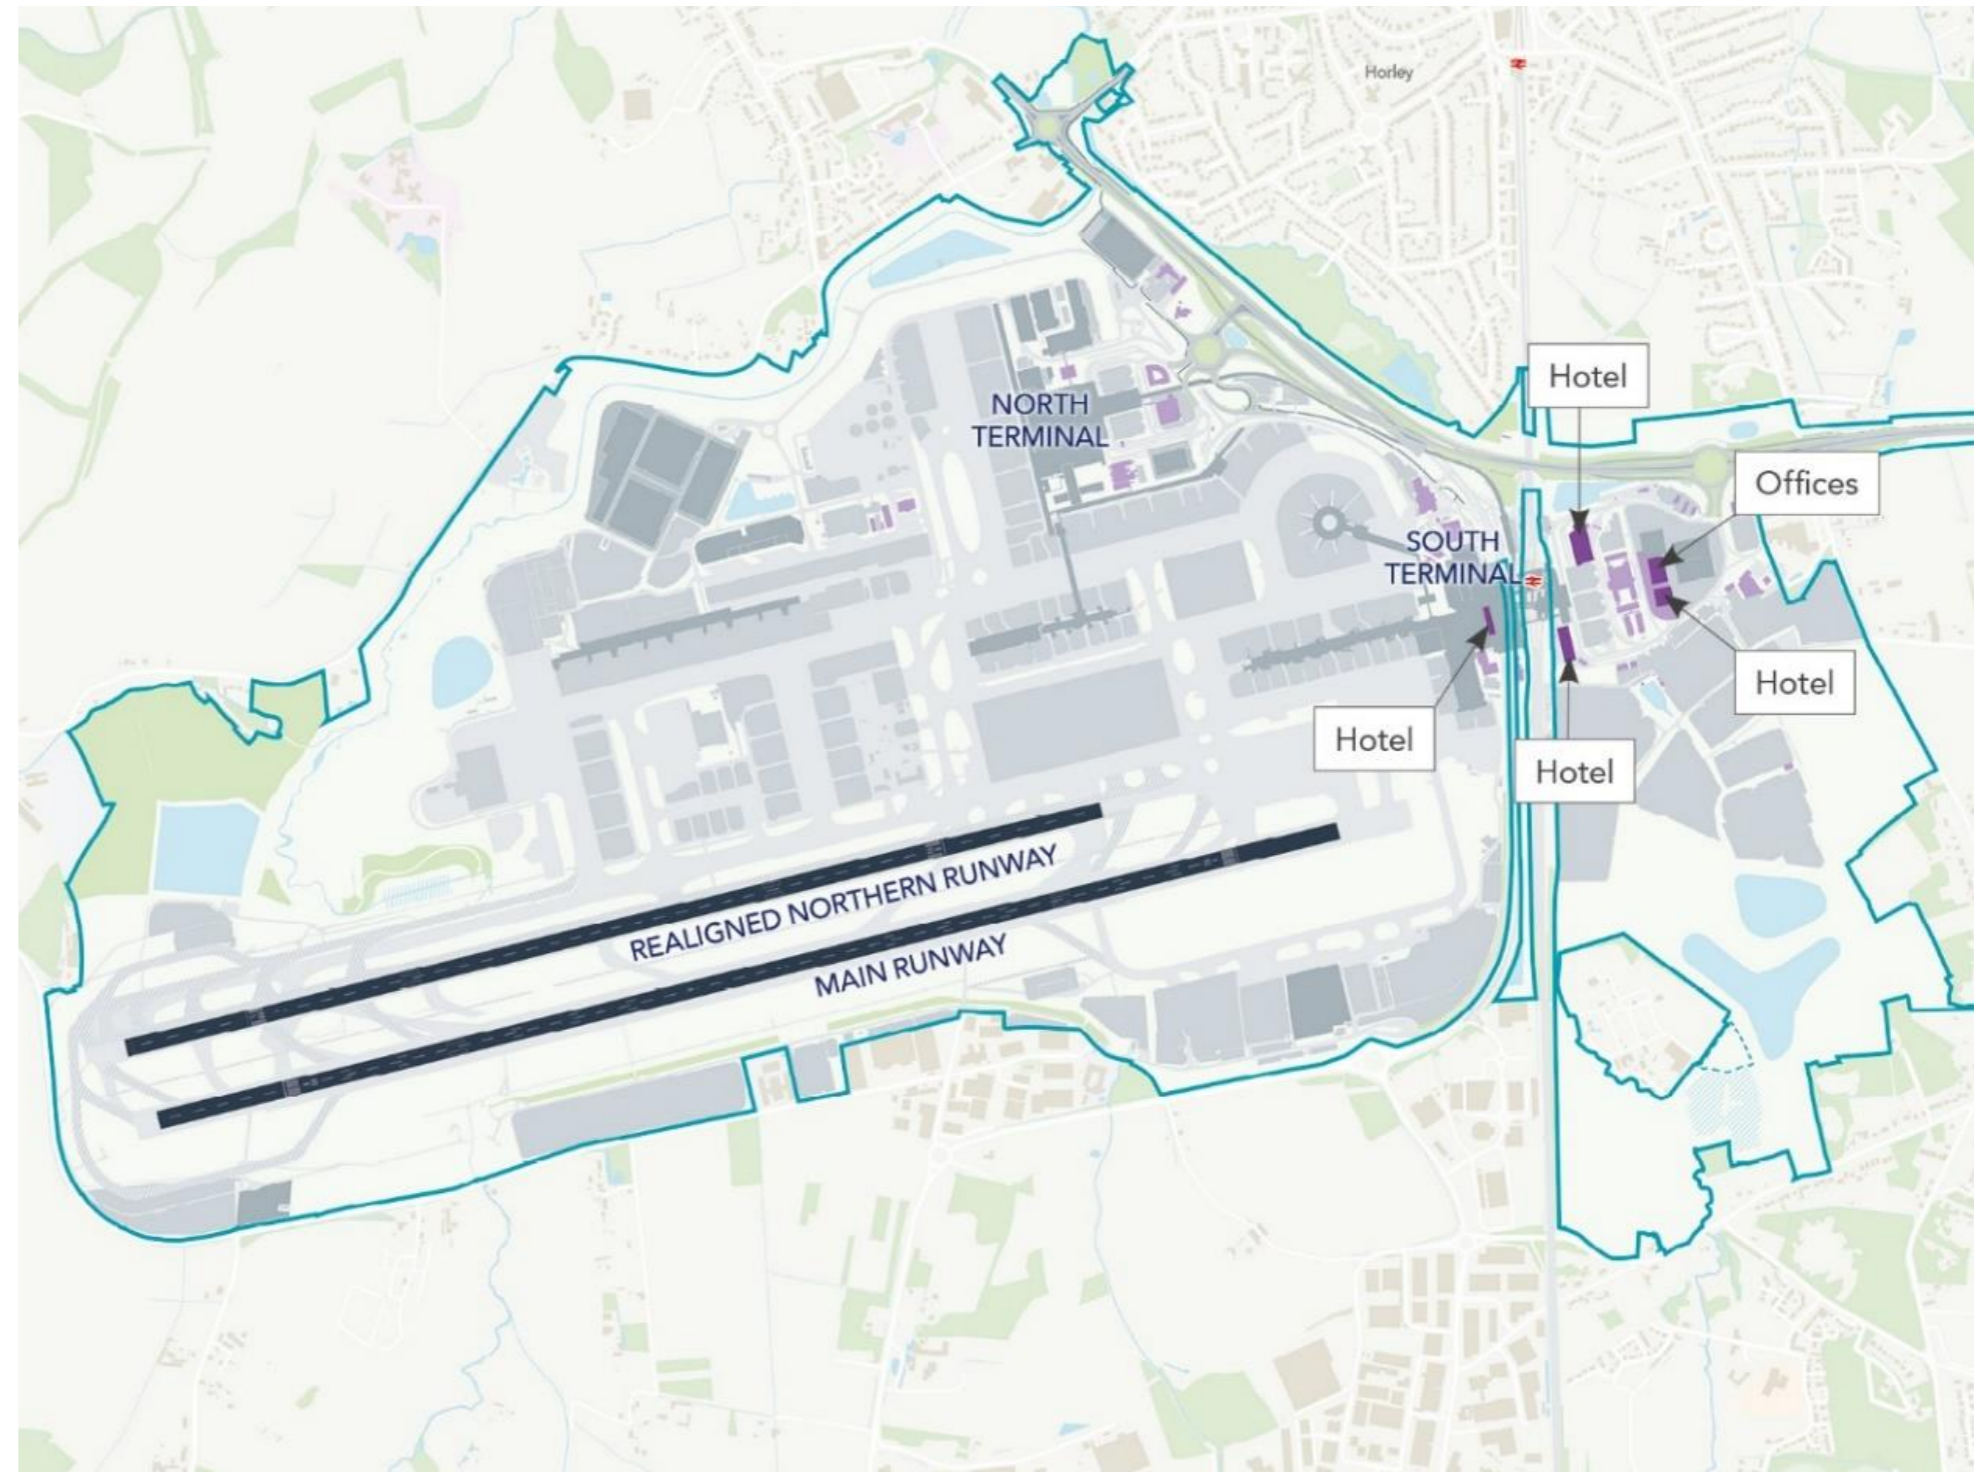 Horley
Hotel
NORTH
TERMINAL
Offices
SOUTH
TERMINAL
Hotel
Hotel
Hotel
REALIGNED NORTHERN RUNWAY
MAIN RUNWAY